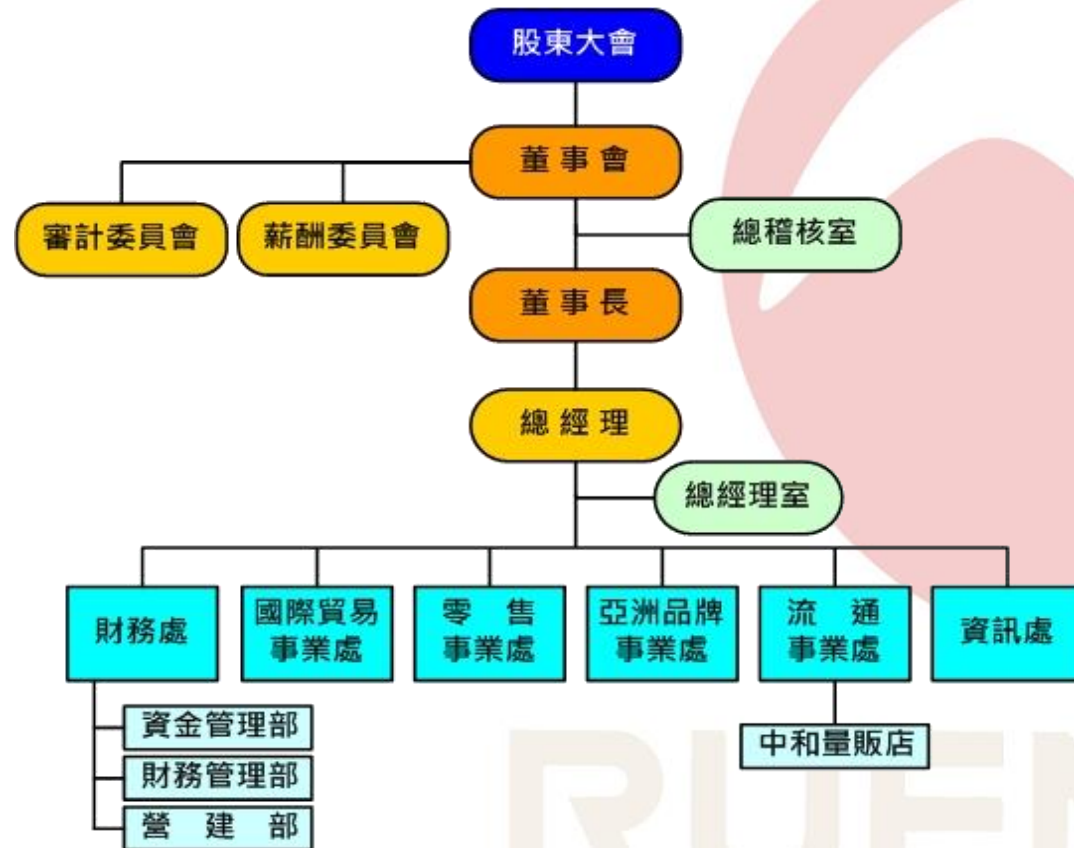 股東大會
董事會
審計委員會
薪酬委員會
總稽核室
董事長
總經理
總經理室
財務處
國際貿易
事業處
零售
事業處
亞洲品牌
事業處
流通
事業處
資訊處
資金管理部
財務管理部
營建部
中和量販店
RUEN